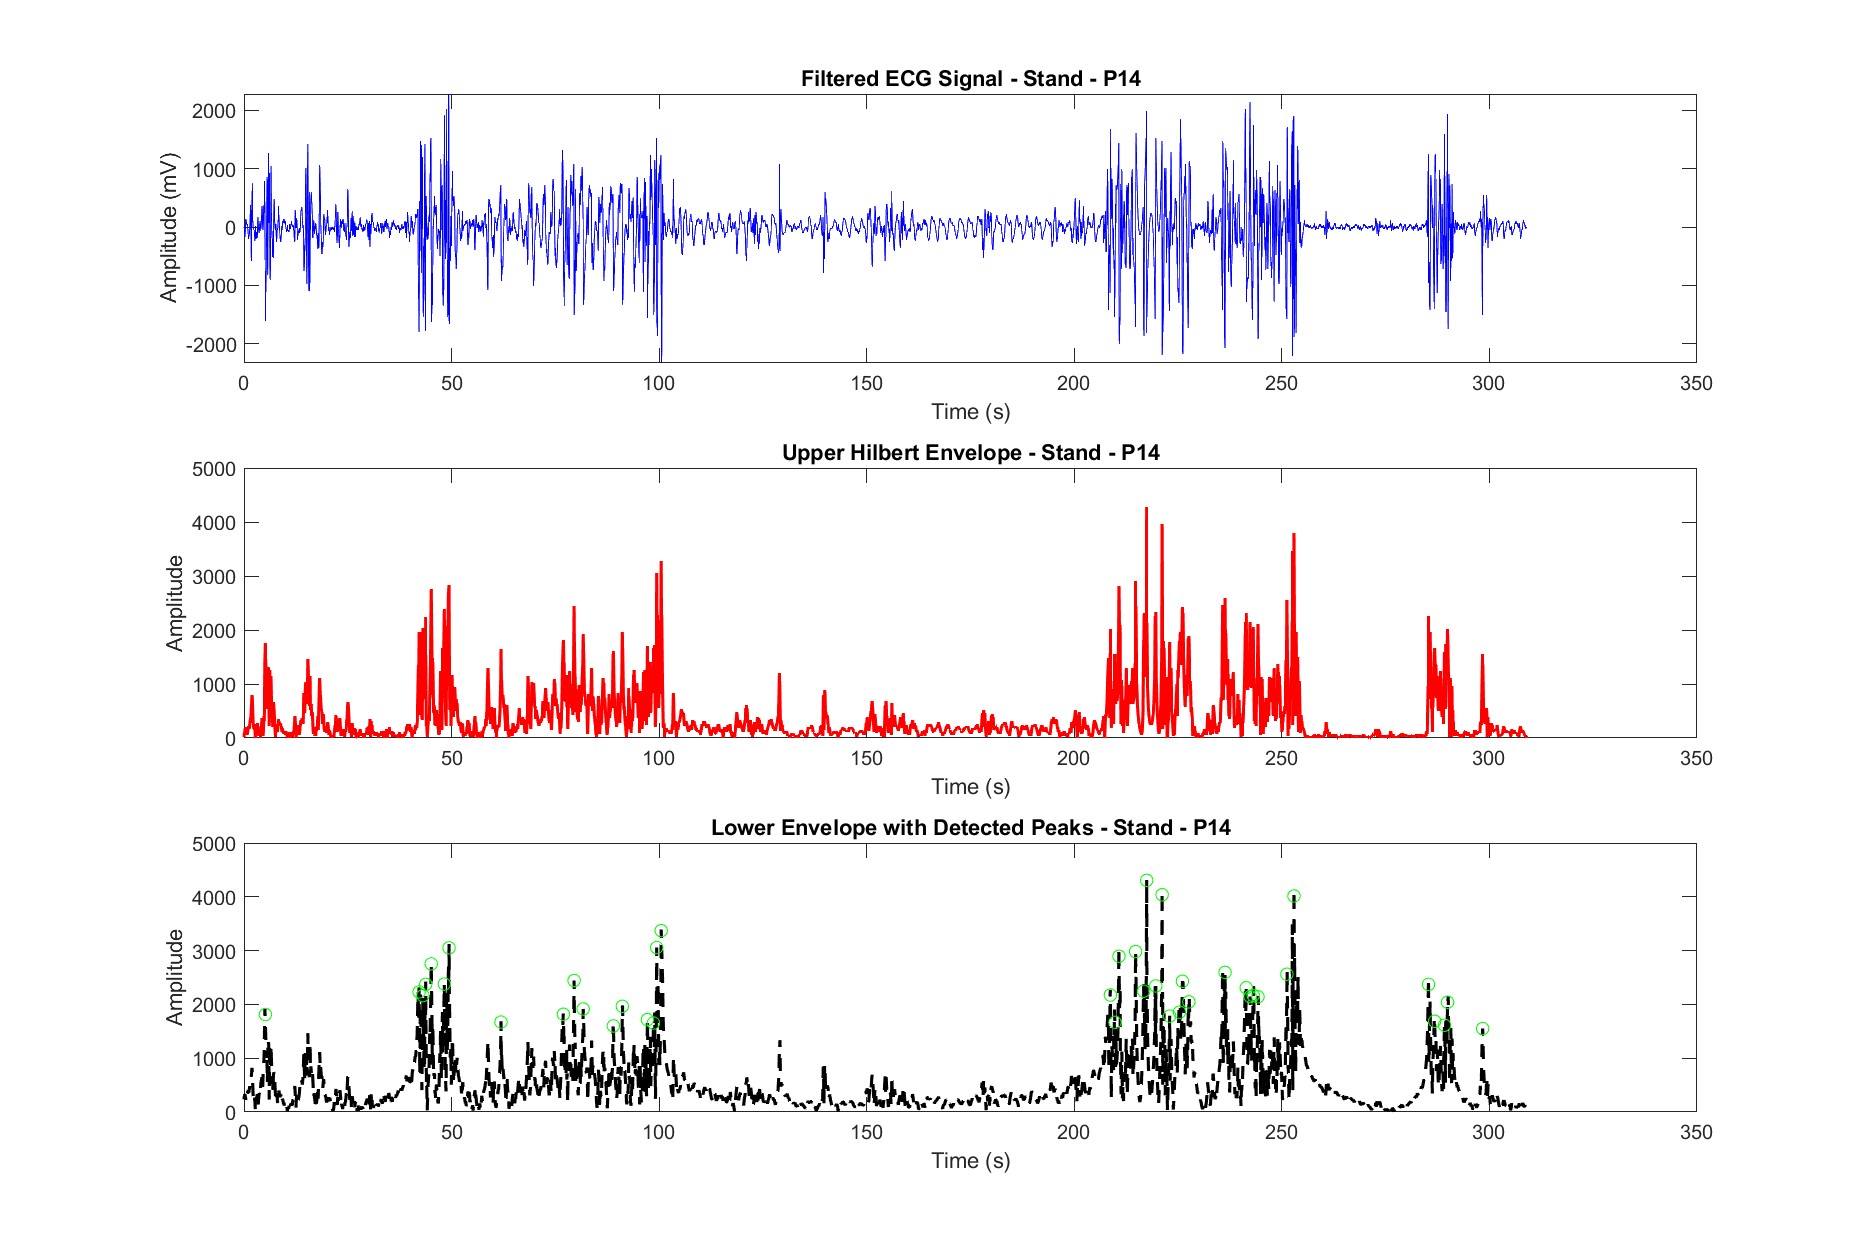 Filtered ECG Signal - Stand - P14
Amplitude (mV)
2000
1000
0
-1000
-2000
0 50 100 150 200 250 300 350
Time (s)
Upper Hilbert Envelope - Stand - P14
Amplitude
5000
4000
3000
2000
1000
0
0 50 100 150 200 250 300 350
Time (s)
Lower Envelope with Detected Peaks - Stand - P14
Amplitude
5000
4000
3000
2000
1000
0
0 50 100 150 200 250 300 350
Time (s)